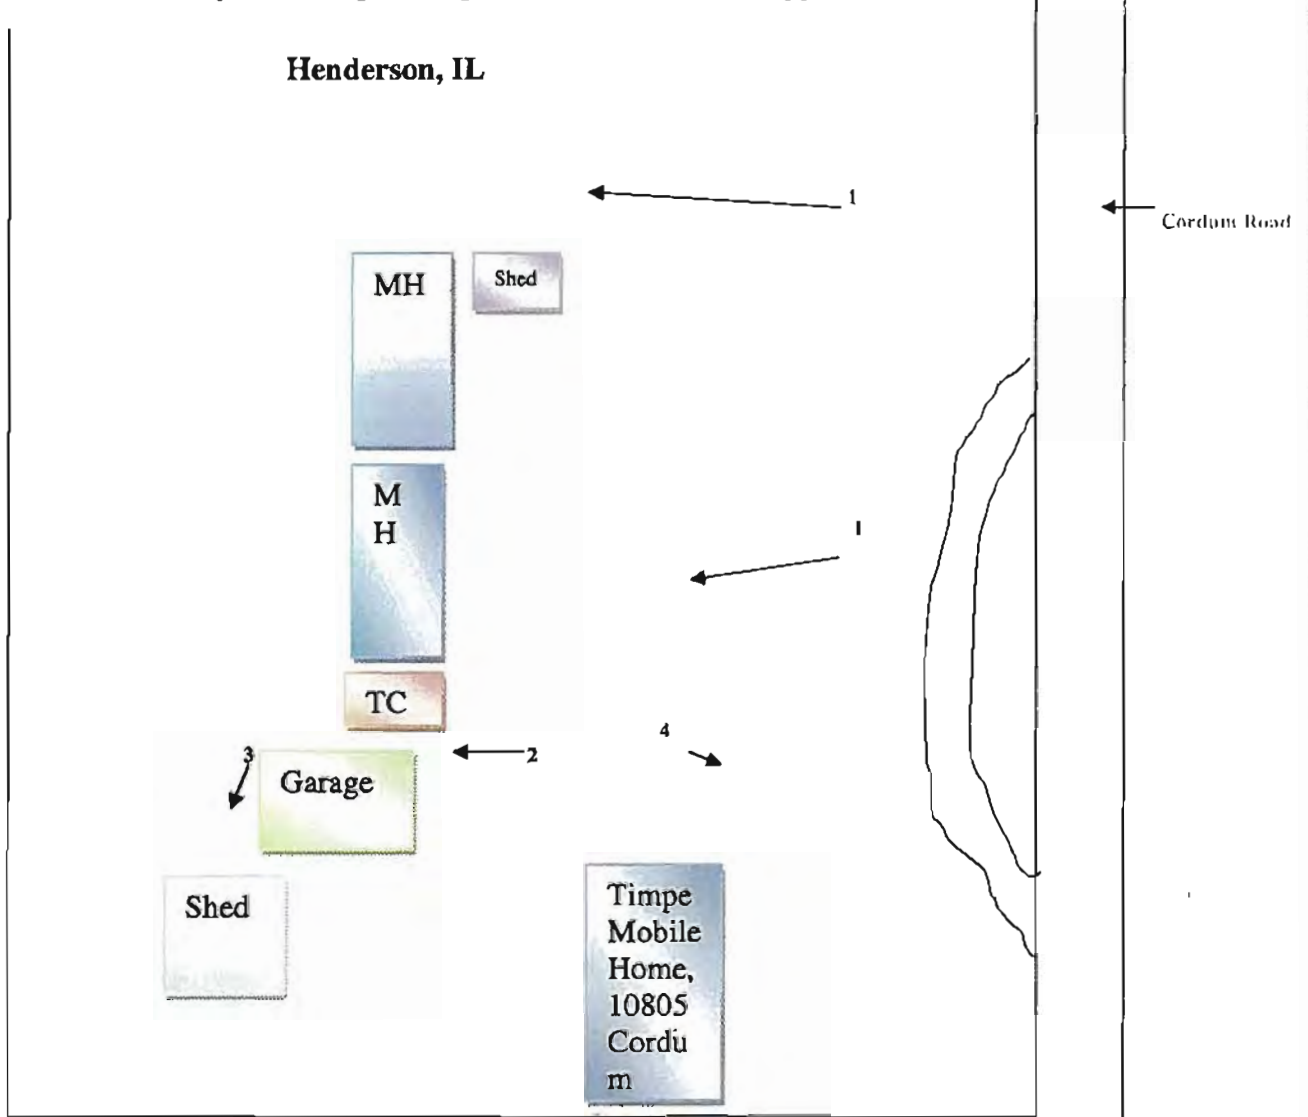 Henderson, IL
1
Cordum Road
MH
Shed
M
H
1
TC
4
3
2
Garage
Shed
Timpe
Mobile
Home,
10805
Cordu
m